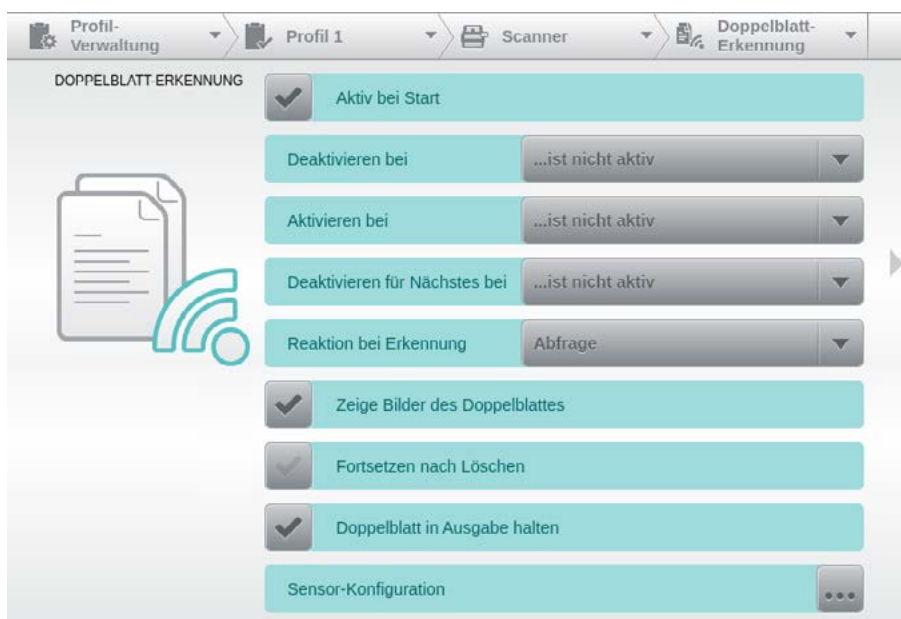 Profil-
Verwaltung
Profil 1
Scanner
Doppelblatt-
Erkennung
DOPPELBLATT-ERKENNUNG
Aktiv bei Start
Deaktivieren bei
...ist nicht aktiv
Aktivieren bei
...ist nicht aktiv
Deaktivieren für Nächstes bei
...ist nicht aktiv
Reaktion bei Erkennung
Abfrage
Zeige Bilder des Doppelblattes
Fortsetzen nach Löschen
Doppelblatt in Ausgabe halten
Sensor-Konfiguration
...